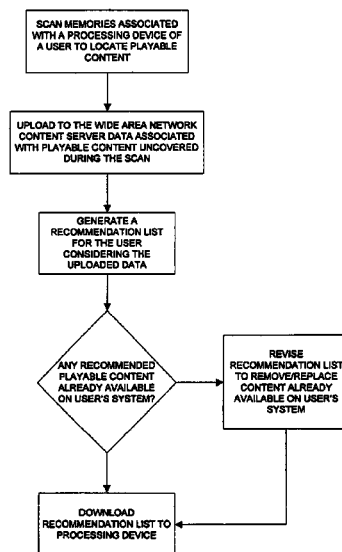 SCAN MEMORIES ASSOCIATED
WITH A PROCESSING DEVICE OF
A USER TO LOCATE PLAYABLE
CONTENT
UPLOAD TO THE WIDE AREA NETWORK
CONTENT SERVER DATA ASSOCIATED
WITH PLAYABLE CONTENT UNCOVERED
DURING THE SCAN
GENERATE A
RECOMMENDATION LIST
FOR THE USER
CONSIDERING THE
UPLOADED DATA
ANY RECOMMENDED
PLAYABLE CONTENT
ALREADY AVAILABLE
ON USER'S SYSTEM?
REVISE
RECOMMENDATION LIST
TO REMOVE/REPLACE
CONTENT ALREADY
AVAILABLE ON USER'S
SYSTEM
DOWNLOAD
RECOMMENDATION LIST TO
PROCESSING DEVICE